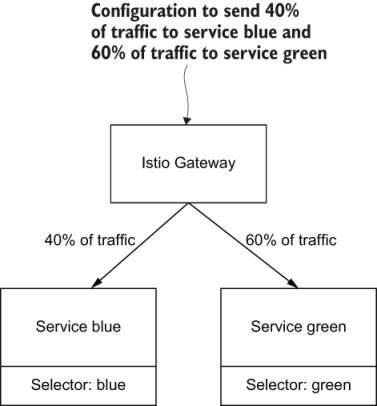 Configuration to send 40%
of traffic to service blue and
60% of traffic to service green
Istio Gateway
40% of traffic
60% of traffic
Service blue
Service green
Selector: blue
Selector: green